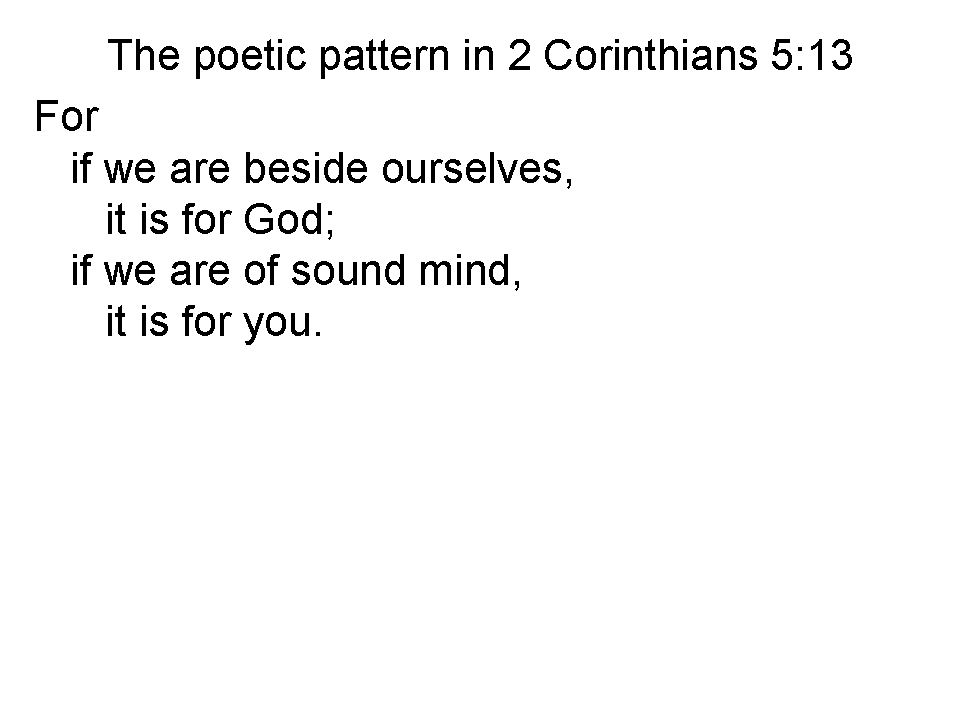 The poetic pattern in 2 Corinthians 5:13
For
if we are beside ourselves,
it is for God;
if we are of sound mind,
it is for you.